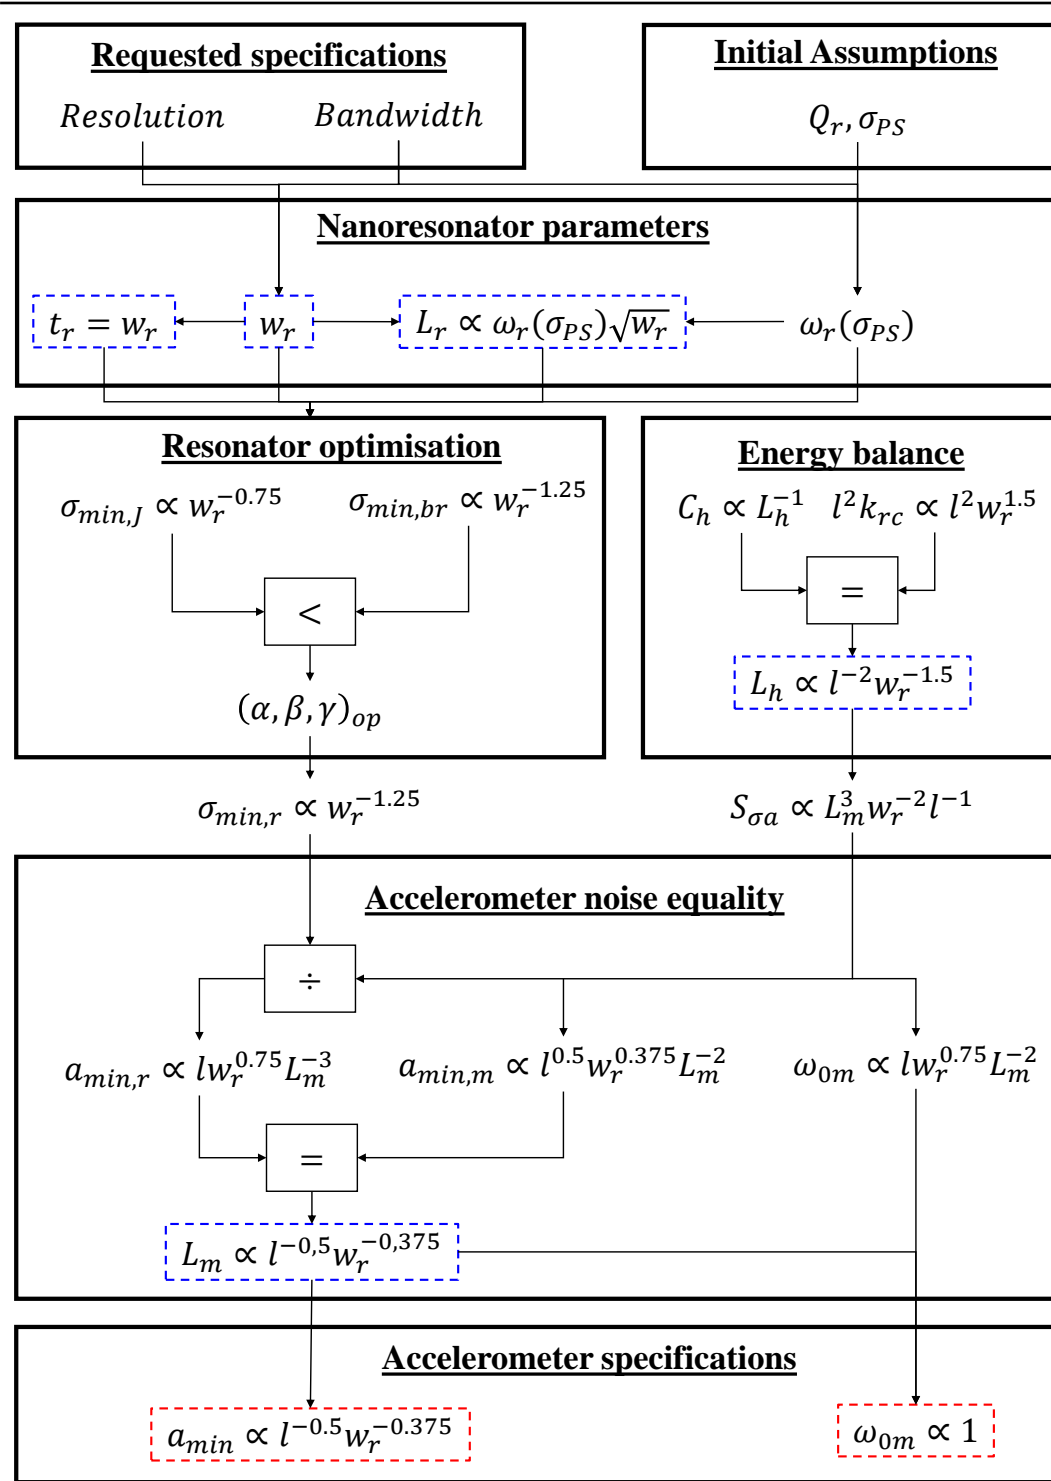 Requested specifications
Resolution Bandwidth
Initial Assumptions
Q_r, σ_PS
Nanoresonator parameters
t_r = w_r
w_r
L_r ∝ ω_r(σ_PS)√w_r
ω_r(σ_PS)
Resonator optimisation
σ_min,J ∝ w_r^-0.75
σ_min,br ∝ w_r^-1.25
<
(α, β, γ)_op
Energy balance
C_h ∝ L_h^-1 l^2 k_rc ∝ l^2 w_r^1.5
=
L_h ∝ l^-2 w_r^-1.5
σ_min,r ∝ w_r^-1.25
S_σa ∝ L_m^3 w_r^-2 l^-1
Accelerometer noise equality
÷
a_min,r ∝ l w_r^0.75 L_m^-3
a_min,m ∝ l^0.5 w_r^0.375 L_m^-2
ω_0m ∝ l w_r^0.75 L_m^-2
=
L_m ∝ l^-0,5 w_r^-0,375
Accelerometer specifications
a_min ∝ l^-0.5 w_r^-0.375
ω_0m ∝ 1